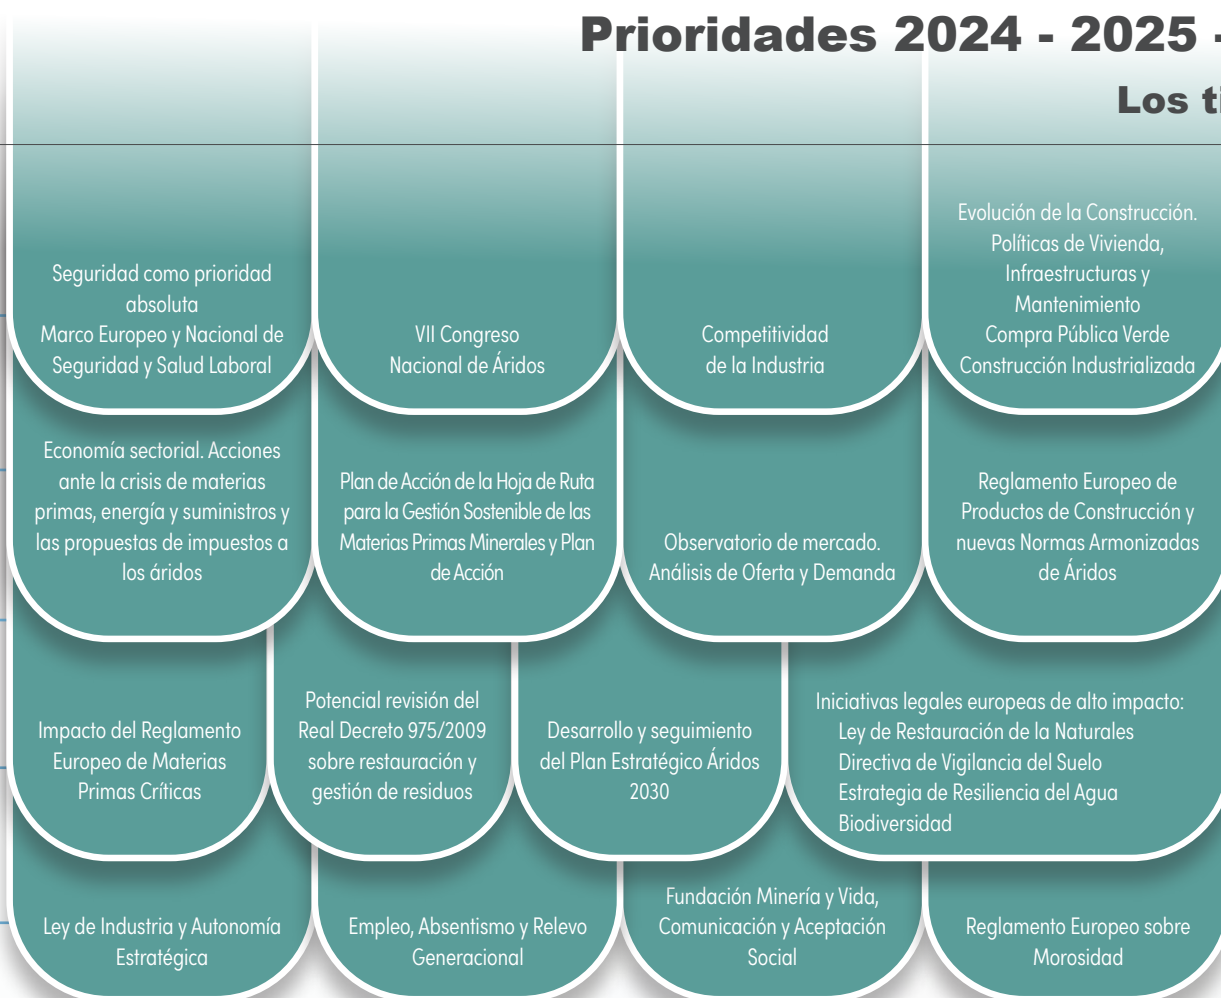 Prioridades 2024 - 2025 -
Los ti
Seguridad como prioridad
absoluta
Marco Europeo y Nacional de
Seguridad y Salud Laboral
VII Congreso
Nacional de Áridos
Competitividad
de la Industria
Evolución de la Construcción.
Políticas de Vivienda,
Infraestructuras y
Mantenimiento
Compra Pública Verde
Construcción Industrializada
Economía sectorial. Acciones
ante la crisis de materias
primas, energía y suministros y
las propuestas de impuestos a
los áridos
Plan de Acción de la Hoja de Ruta
para la Gestión Sostenible de las
Materias Primas Minerales y Plan
de Acción
Observatorio de mercado.
Análisis de Oferta y Demanda
Reglamento Europeo de
Productos de Construcción y
nuevas Normas Armonizadas
de Áridos
Impacto del Reglamento
Europeo de Materias
Primas Críticas
Potencial revisión del
Real Decreto 975/2009
sobre restauración y
gestión de residuos
Desarrollo y seguimiento
del Plan Estratégico Áridos
2030
Iniciativas legales europeas de alto impacto:
Ley de Restauración de la Naturales
Directiva de Vigilancia del Suelo
Estrategia de Resiliencia del Agua
Biodiversidad
Ley de Industria y Autonomía
Estratégica
Empleo, Absentismo y Relevo
Generacional
Fundación Minería y Vida,
Comunicación y Aceptación
Social
Reglamento Europeo sobre
Morosidad